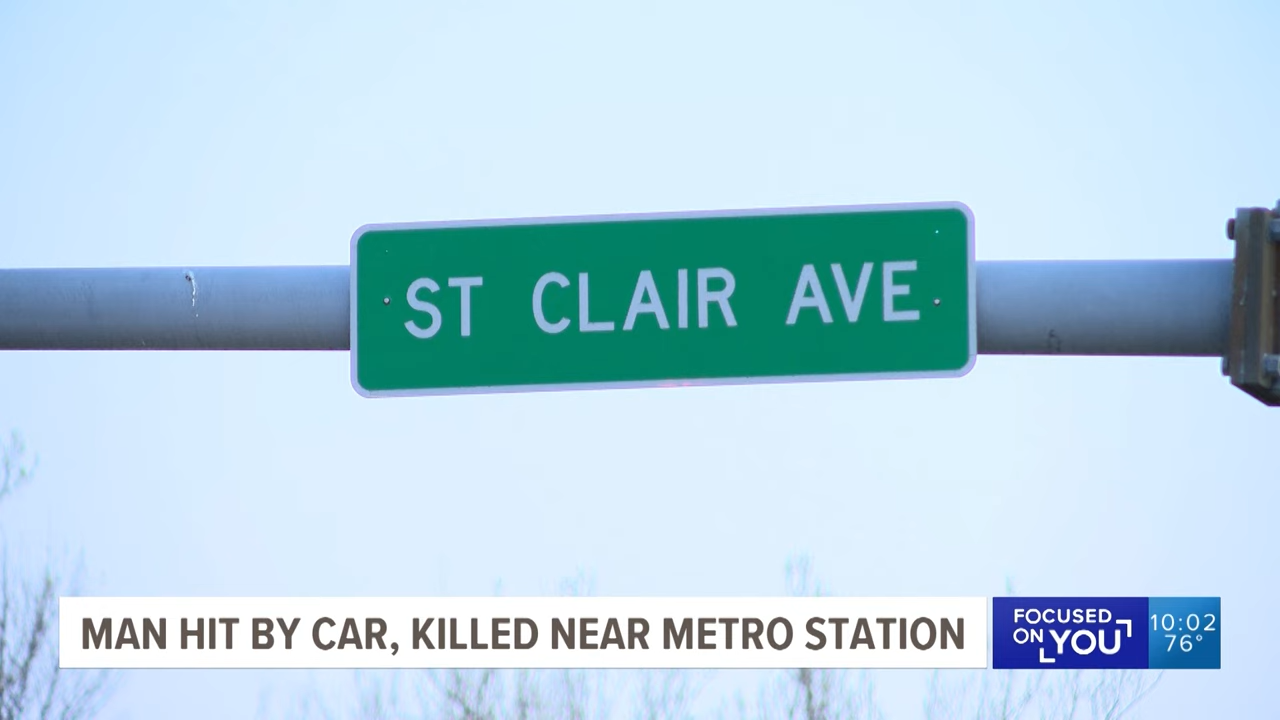 ST CLAIR AVE
MAN HIT BY CAR, KILLED NEAR METRO STATION
FOCUSED
ON YOU
10:02
76°